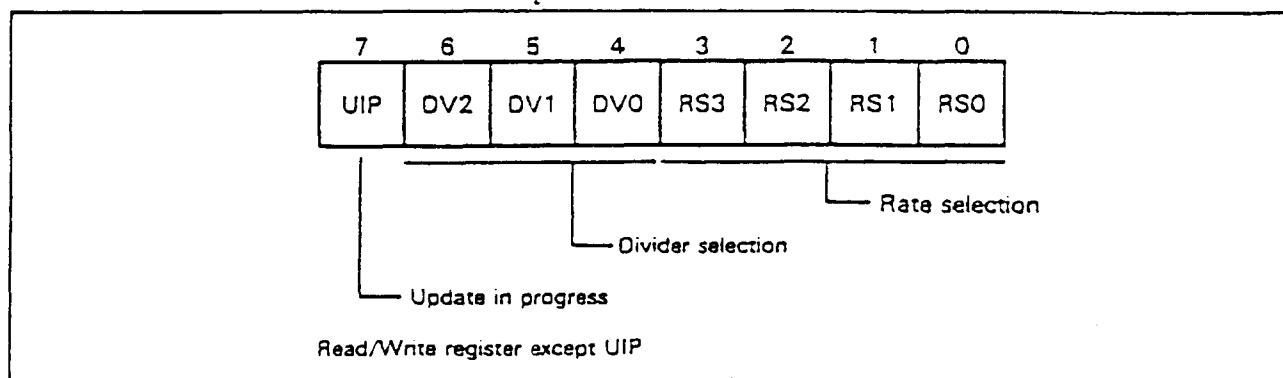 7 6 5 4 3 2 1 0
UIP DV2 DV1 DV0 RS3 RS2 RS1 RS0
Rate selection
Divider selection
Update in progress
Read/Write register except UIP